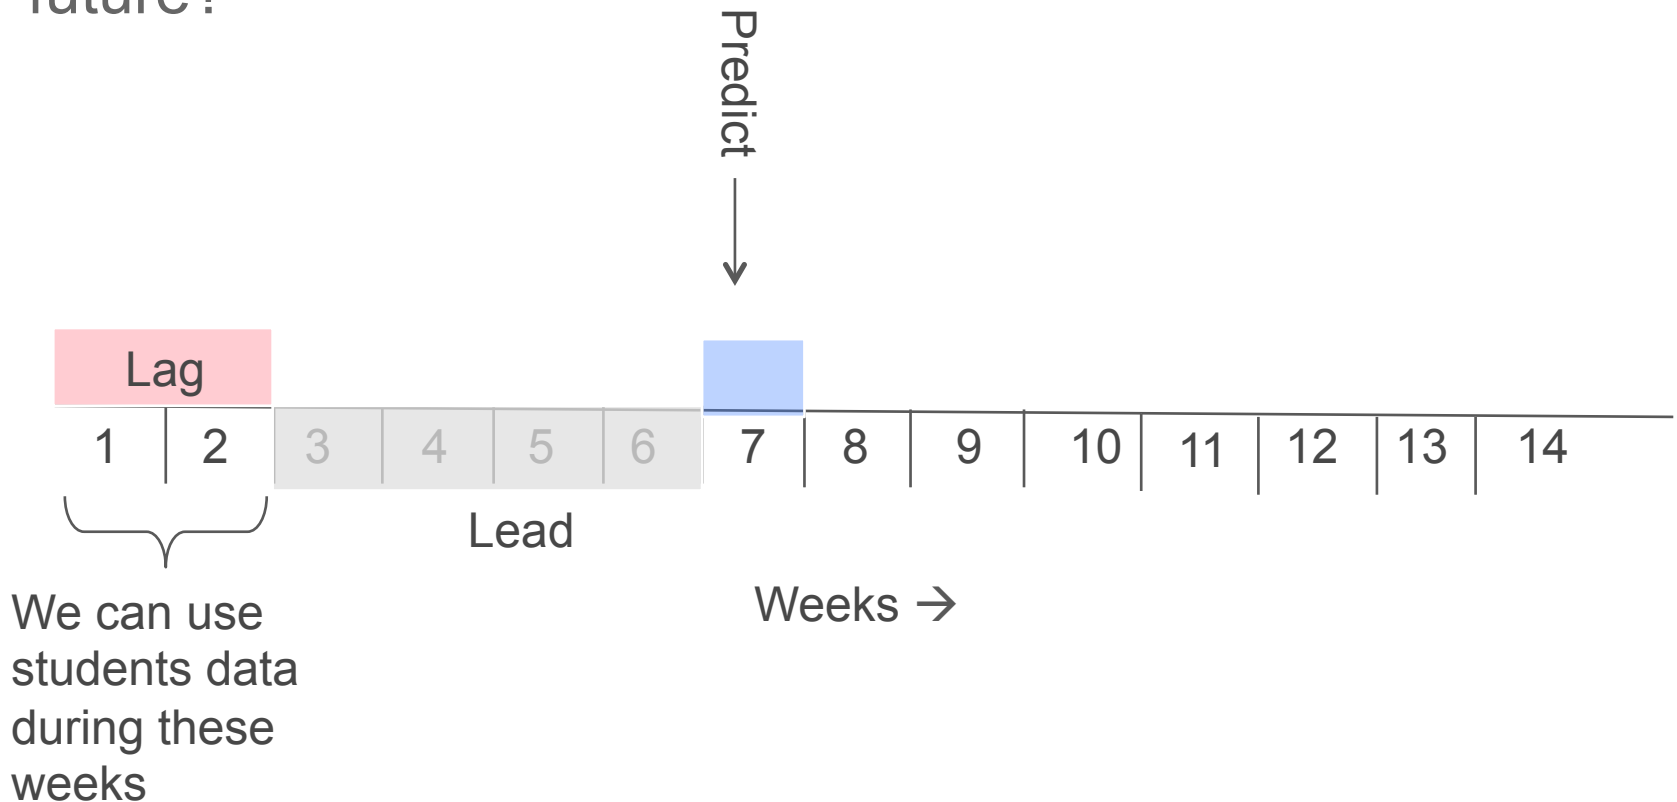 future?
Predict
Lag
1 2 3 4 5 6 7 8 9 10 11 12 13 14
Lead
Weeks →
We can use
students data
during these
weeks